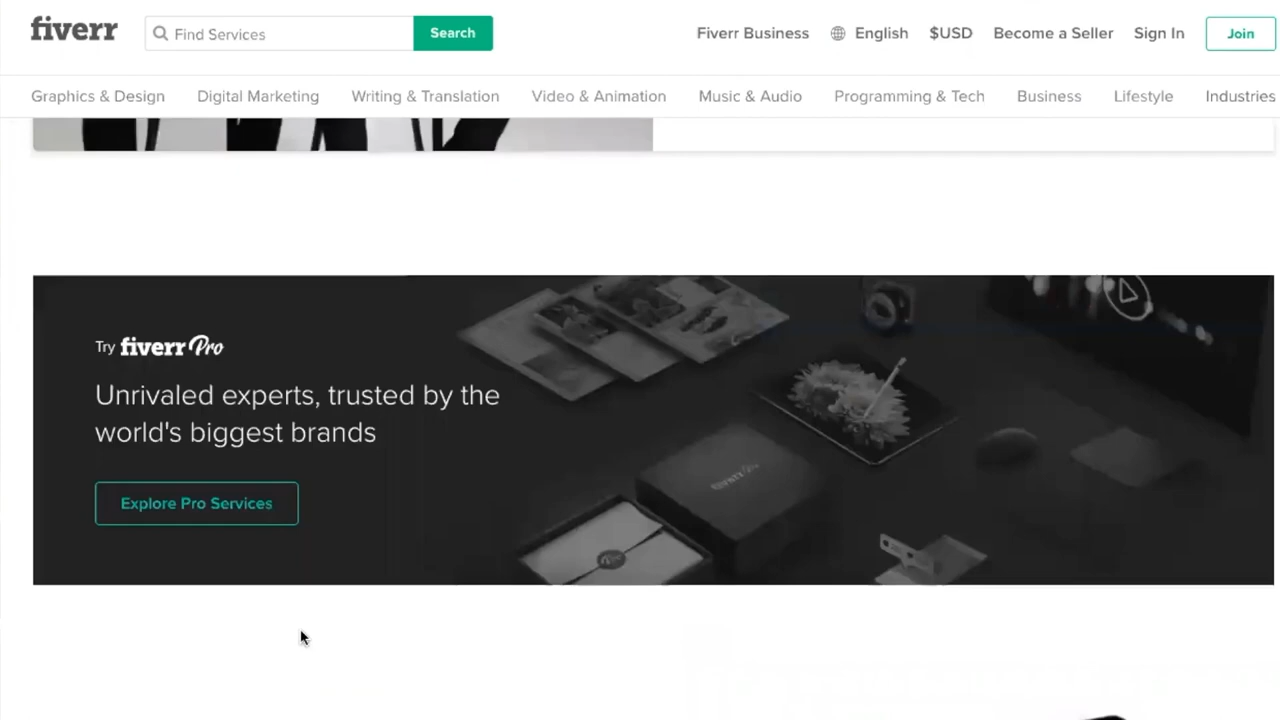 fiverr
Find Services
Search
Fiverr Business
English
$USD
Become a Seller
Sign In
Join
Graphics & Design
Digital Marketing
Writing & Translation
Video & Animation
Music & Audio
Programming & Tech
Business
Lifestyle
Industries
Try fiverr Pro
Unrivaled experts, trusted by the
world's biggest brands
Explore Pro Services
fiverr Pro